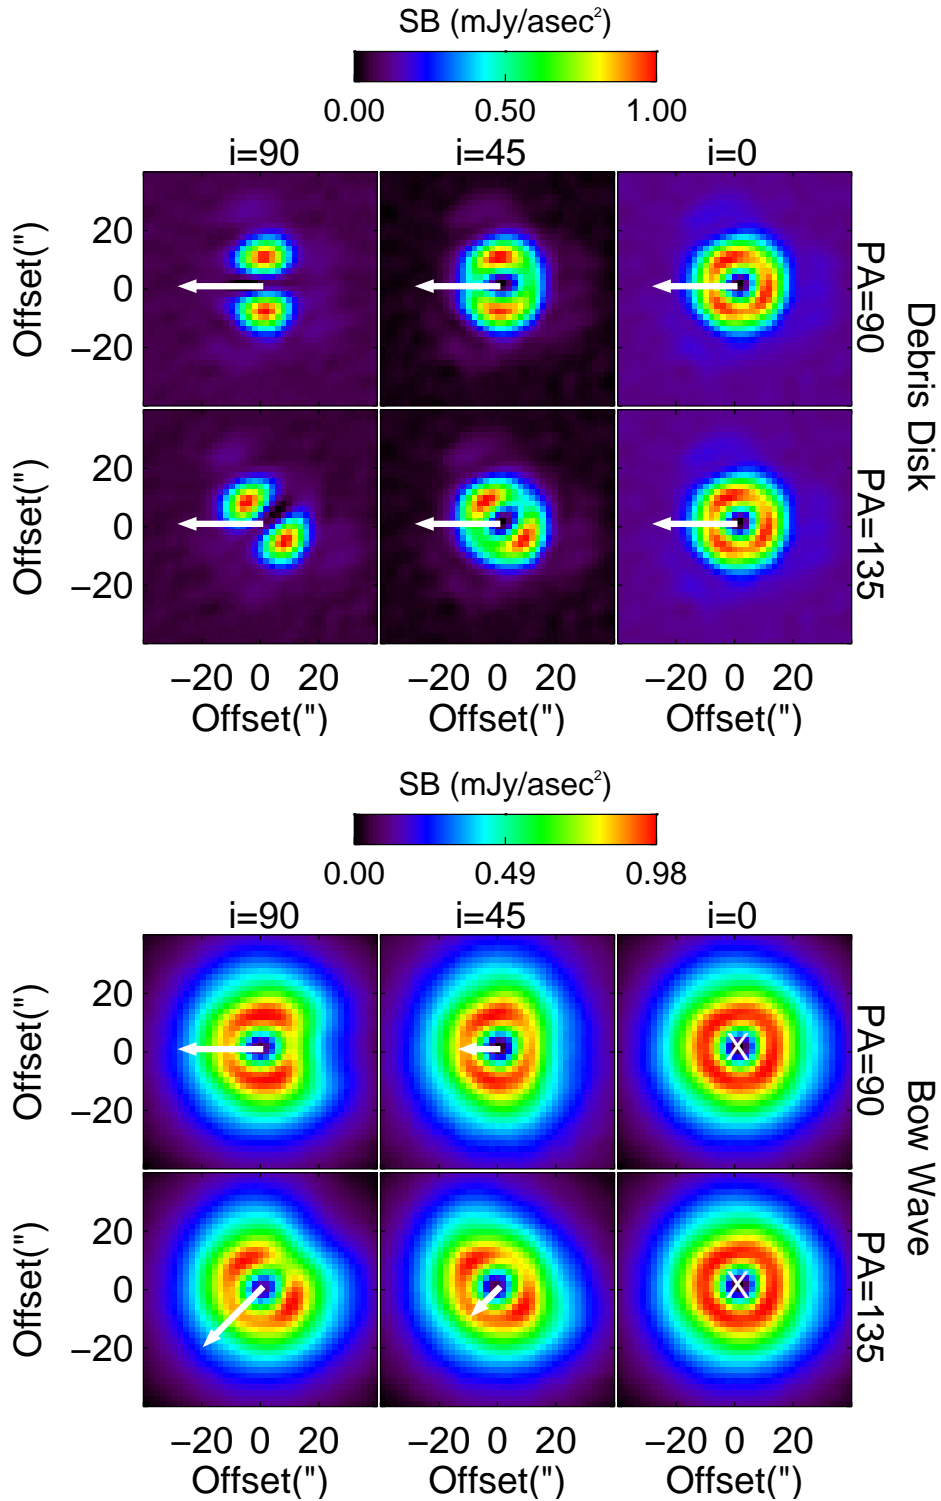 SB (mJy/asec²)
0.00 0.50 1.00
i=90 i=45 i=0
Offset(") 20 0 −20 PA=90
Debris Disk
Offset(") 20 0 −20 PA=135
−20 0 20 −20 0 20 −20 0 20
Offset(") Offset(") Offset(")
SB (mJy/asec²)
0.00 0.49 0.98
i=90 i=45 i=0
Offset(") 20 0 −20 X PA=90
Bow Wave
Offset(") 20 0 −20 X PA=135
−20 0 20 −20 0 20 −20 0 20
Offset(") Offset(") Offset(")